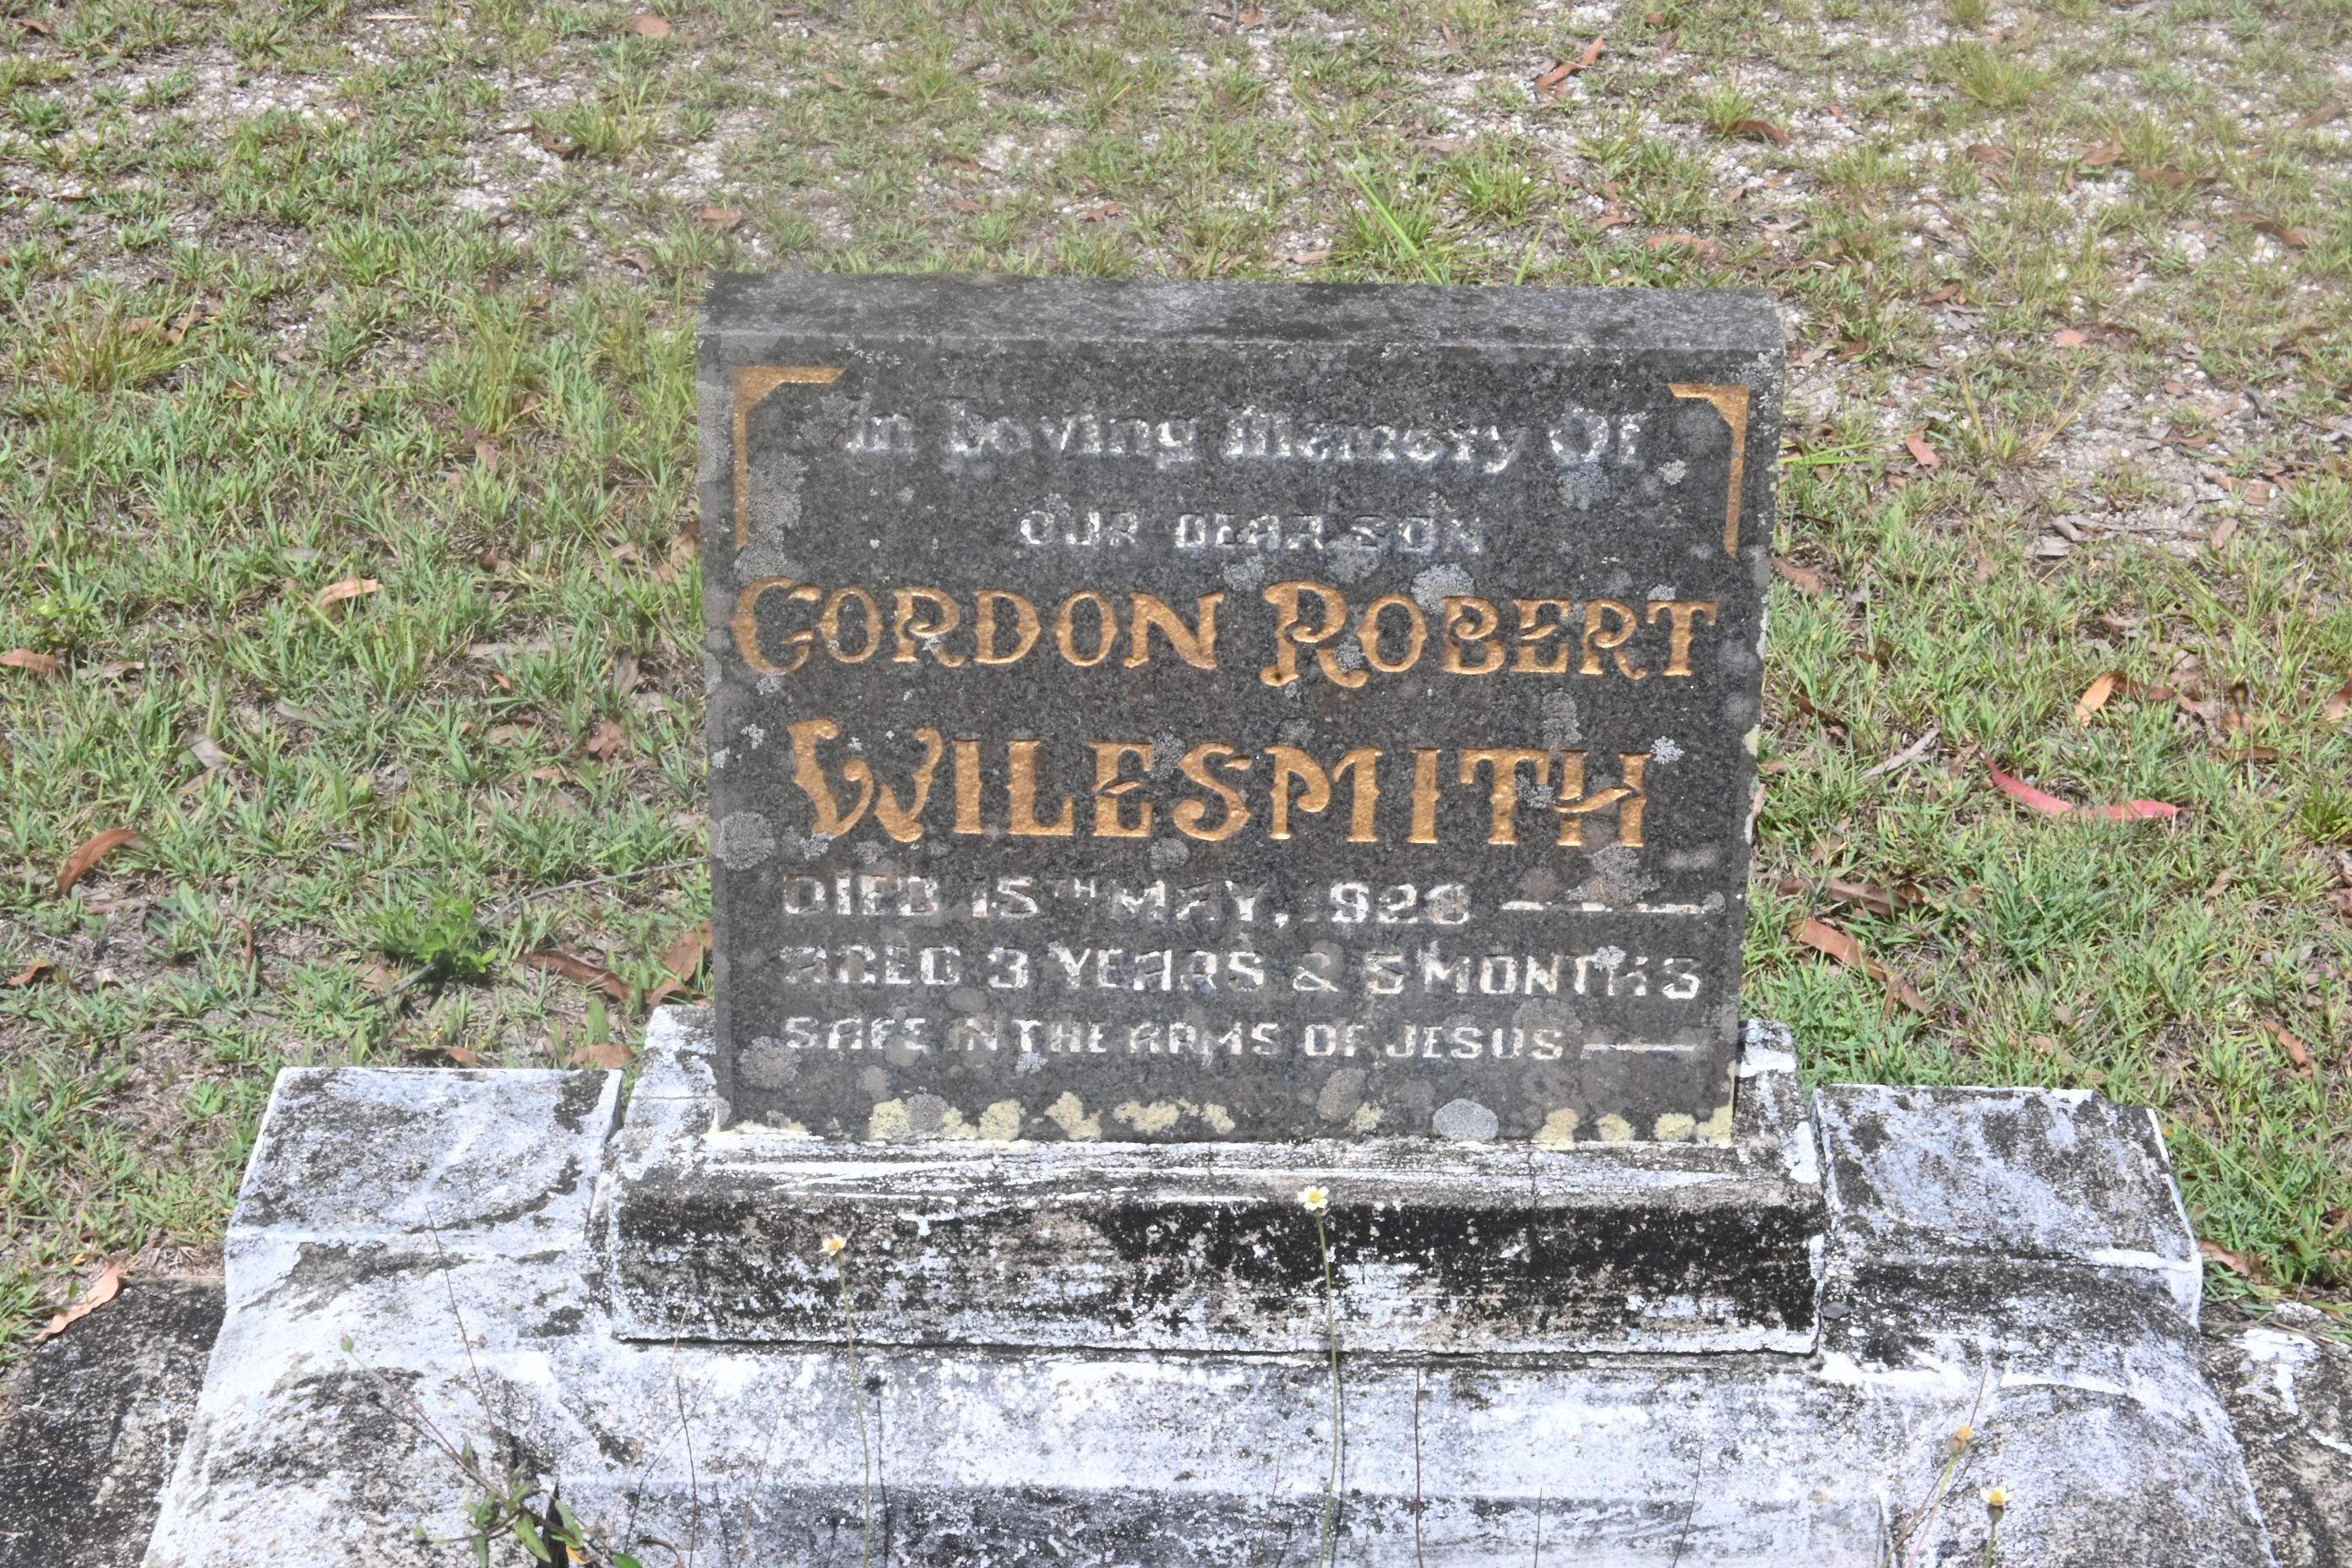 In Loving Memory Of
OUR DEAR SON
GORDON ROBERT
WILESMITH
DIED 15TH MAY, 1928
AGED 3 YEARS & 5 MONTHS
SAFE IN THE ARMS OF JESUS